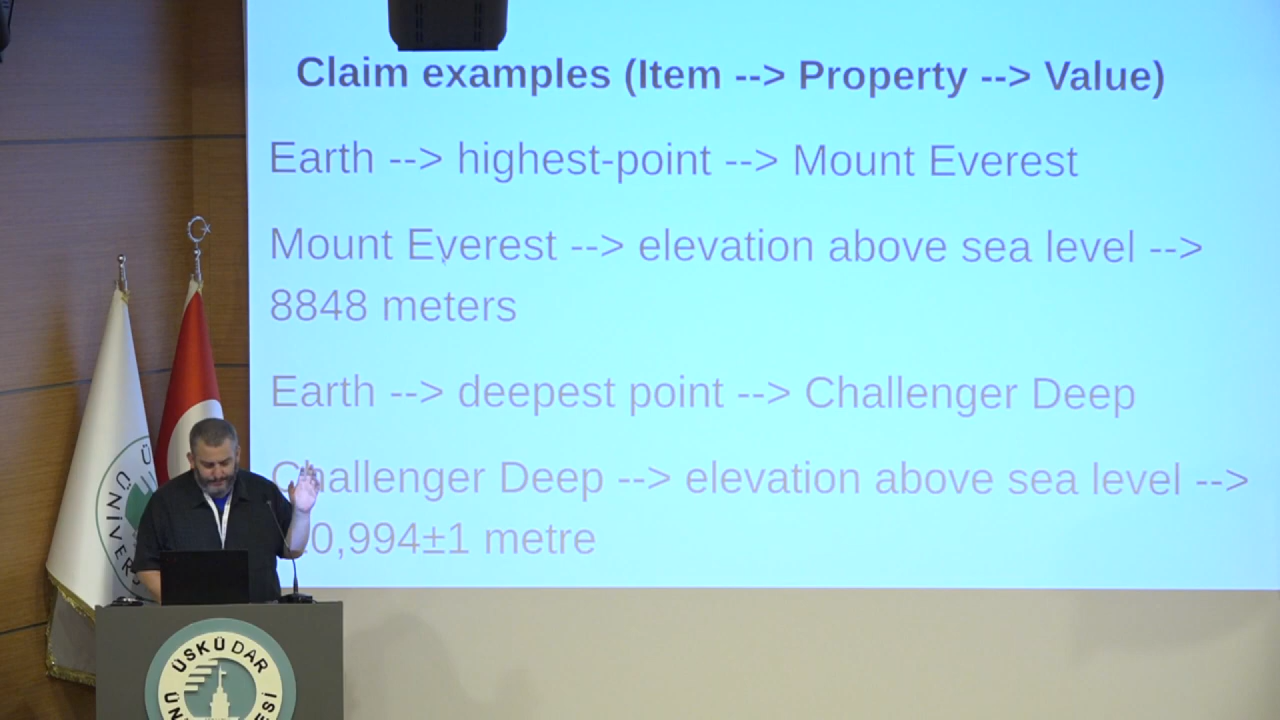 Claim examples (Item --> Property --> Value)
Earth --> highest-point --> Mount Everest
Mount Everest --> elevation above sea level -->
8848 meters
Earth --> deepest point --> Challenger Deep
Challenger Deep --> elevation above sea level -->
0,994±1 metre
ÜSKÜDAR